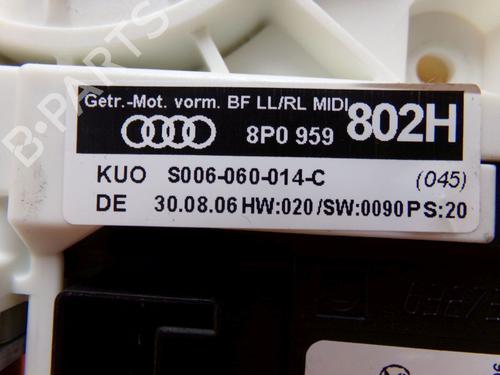 Getr.-Mot. vorm. BF LL/RL MIDI
8P0 959 802H
KUO S006-060-014-C (045)
DE 30.08.06 HW:020/SW:0090 PS:20
B-PARTS